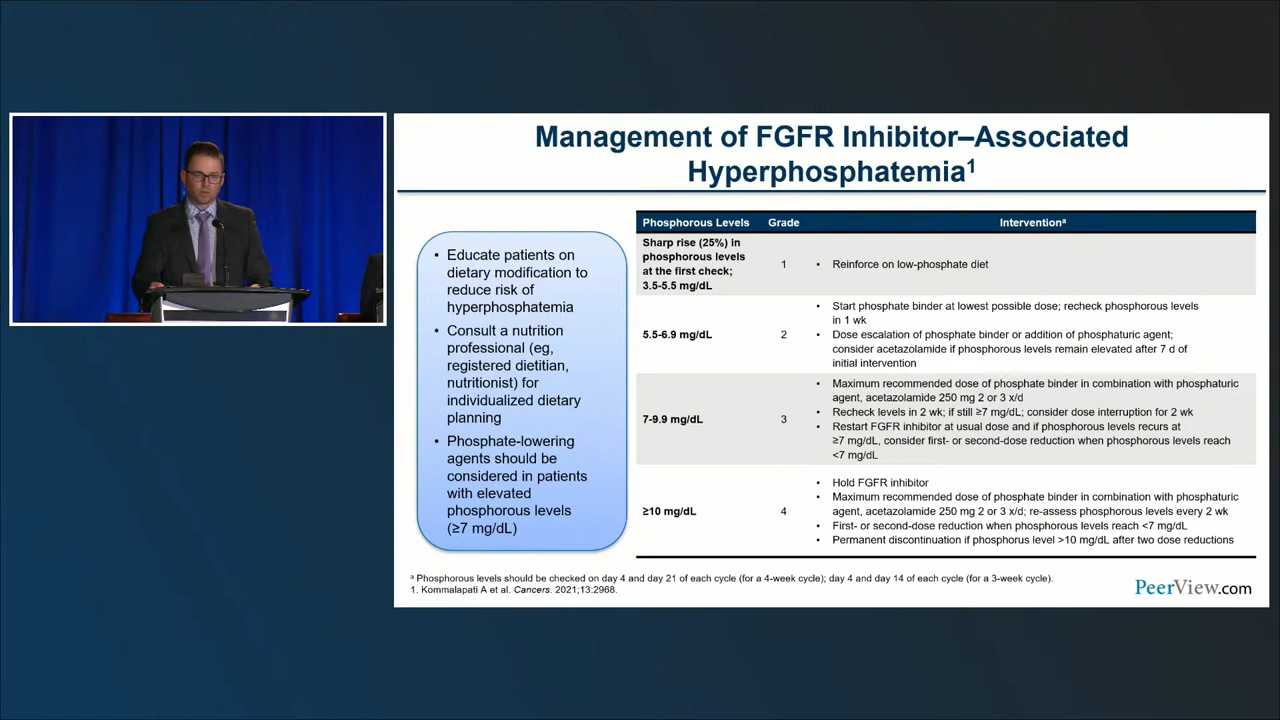 Management of FGFR Inhibitor–Associated
Hyperphosphatemia¹
• Educate patients on
dietary modification to
reduce risk of
hyperphosphatemia
• Consult a nutrition
professional (eg,
registered dietitian,
nutritionist) for
individualized dietary
planning
• Phosphate-lowering
agents should be
considered in patients
with elevated
phosphorous levels
(≥7 mg/dL)
Phosphorous Levels Grade Interventionᵃ
Sharp rise (25%) in
phosphorous levels
at the first check;
3.5-5.5 mg/dL
1
• Reinforce on low-phosphate diet
5.5-6.9 mg/dL
2
• Start phosphate binder at lowest possible dose; recheck phosphorous levels
in 1 wk
• Dose escalation of phosphate binder or addition of phosphaturic agent;
consider acetazolamide if phosphorous levels remain elevated after 7 d of
initial intervention
7-9.9 mg/dL
3
• Maximum recommended dose of phosphate binder in combination with phosphaturic
agent, acetazolamide 250 mg 2 or 3 x/d
• Recheck levels in 2 wk; if still ≥7 mg/dL; consider dose interruption for 2 wk
• Restart FGFR inhibitor at usual dose and if phosphorous levels recurs at
≥7 mg/dL, consider first- or second-dose reduction when phosphorous levels reach
<7 mg/dL
≥10 mg/dL
4
• Hold FGFR inhibitor
• Maximum recommended dose of phosphate binder in combination with phosphaturic
agent, acetazolamide 250 mg 2 or 3 x/d; re-assess phosphorous levels every 2 wk
• First- or second-dose reduction when phosphorous levels reach <7 mg/dL
• Permanent discontinuation if phosphorus level >10 mg/dL after two dose reductions
ᵃ Phosphorous levels should be checked on day 4 and day 21 of each cycle (for a 4-week cycle); day 4 and day 14 of each cycle (for a 3-week cycle).
1. Kommalapati A et al. Cancers. 2021;13:2968.
PeerView.com